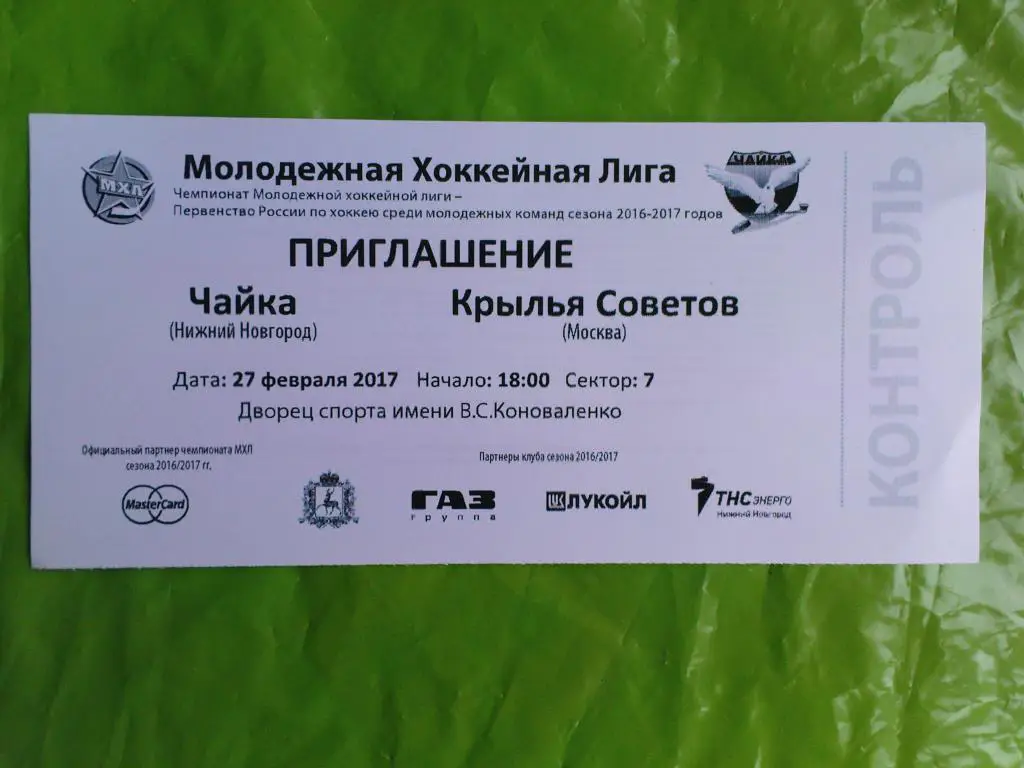 МХЛ
Молодежная Хоккейная Лига
ЧАЙКА
Чемпионат Молодежной хоккейной лиги –
Первенство России по хоккею среди молодежных команд сезона 2016-2017 годов
ПРИГЛАШЕНИЕ
Чайка Крылья Советов
(Нижний Новгород) (Москва)
Дата: 27 февраля 2017 Начало: 18:00 Сектор: 7
Дворец спорта имени В.С.Коноваленко
Официальный партнер чемпионата МХЛ
сезона 2016/2017 гг.
Партнеры клуба сезона 2016/2017
MasterCard
ГАЗ
группа
ЛУКОЙЛ
ТНС ЭНЕРГО
Нижний Новгород
КОНТРОЛЬ